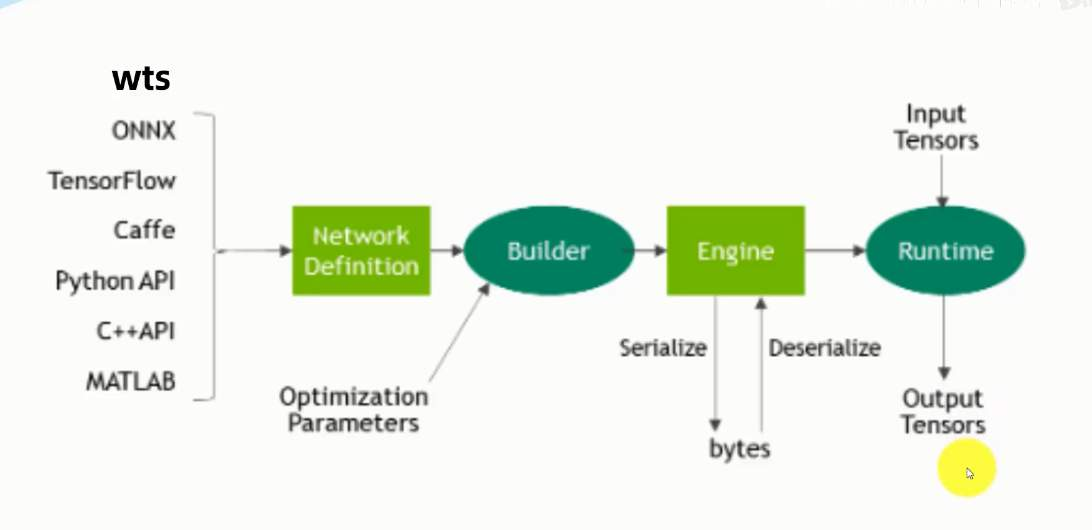 wts
ONNX
TensorFlow
Caffe
Python API
C++API
MATLAB
Network
Definition
Optimization
Parameters
Builder
Engine
Serialize
Deserialize
bytes
Input
Tensors
Runtime
Output
Tensors